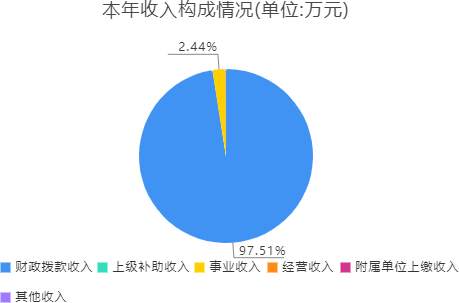 本年收入构成情况(单位:万元)
2.44%
97.51%
财政拨款收入 上级补助收入 事业收入 经营收入 附属单位上缴收入
其他收入